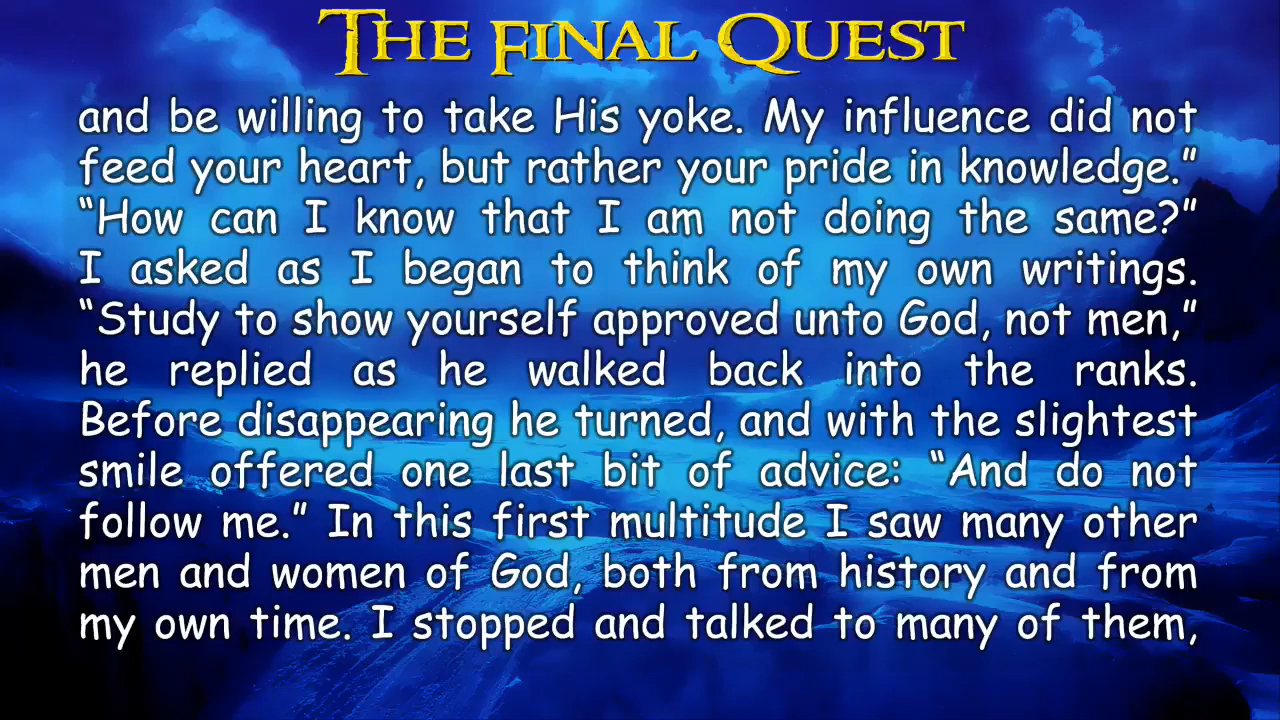 THE FINAL QUEST
and be willing to take His yoke. My influence did not
feed your heart, but rather your pride in knowledge.”
“How can I know that I am not doing the same?”
I asked as I began to think of my own writings.
“Study to show yourself approved unto God, not men,”
he replied as he walked back into the ranks.
Before disappearing he turned, and with the slightest
smile offered one last bit of advice: “And do not
follow me.” In this first multitude I saw many other
men and women of God, both from history and from
my own time. I stopped and talked to many of them,